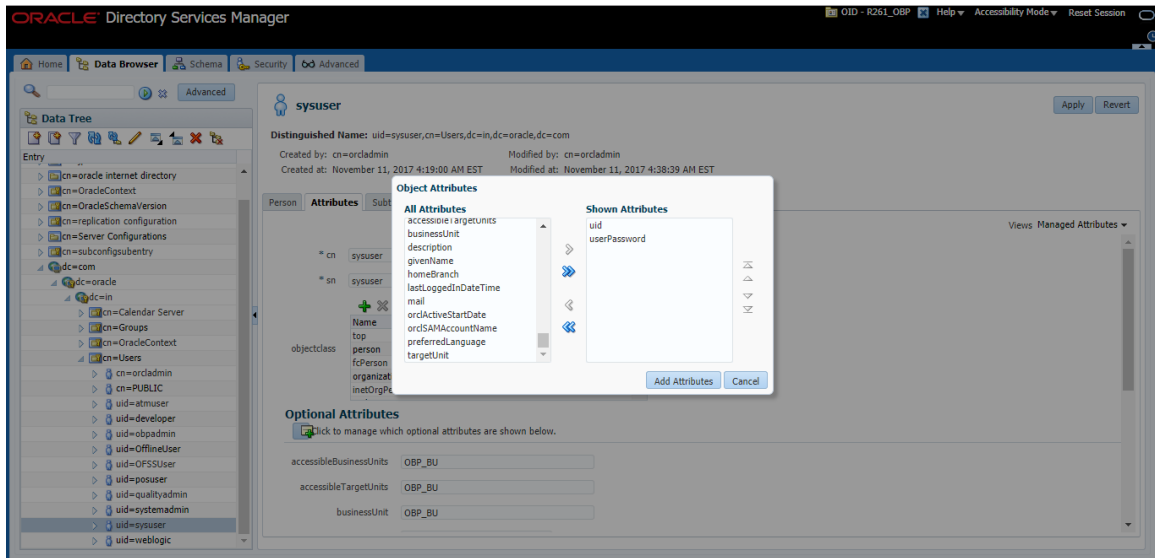 ORACLE Directory Services Manager
OID - R261_OBP Help Accessibility Mode Reset Session
Home Data Browser Schema Security Advanced
Advanced
Data Tree
Entry
cn=oracle internet directory
cn=OracleContext
cn=OracleSchemaVersion
cn=replication configuration
cn=Server Configurations
cn=subconfigsubentry
dc=com
dc=oracle
dc=in
cn=Calendar Server
cn=Groups
cn=OracleContext
cn=Users
cn=orcladmin
cn=PUBLIC
uid=atmuser
uid=developer
uid=obpadmin
uid=OfflineUser
uid=OFSSUser
uid=posuser
uid=qualityadmin
uid=systemadmin
uid=sysuser
uid=weblogic
sysuser
Apply Revert
Distinguished Name: uid=sysuser,cn=Users,dc=in,dc=oracle,dc=com
Created by: cn=orcladmin Modified by: cn=orcladmin
Created at: November 11, 2017 4:19:00 AM EST Modified at: November 11, 2017 4:38:39 AM EST
Person Attributes Subt
Views Managed Attributes
* cn sysuser
* sn sysuser
Name
objectclass
top
person
fcPerson
organizat
inetOrgPe
Object Attributes
All Attributes
accessibleTargetUnits
businessUnit
description
givenName
homeBranch
lastLoggedInDateTime
mail
orclActiveStartDate
orclSAMAccountName
preferredLanguage
targetUnit
Shown Attributes
uid
userPassword
Add Attributes Cancel
Optional Attributes
Click to manage which optional attributes are shown below.
accessibleBusinessUnits OBP_BU
accessibleTargetUnits OBP_BU
businessUnit OBP_BU